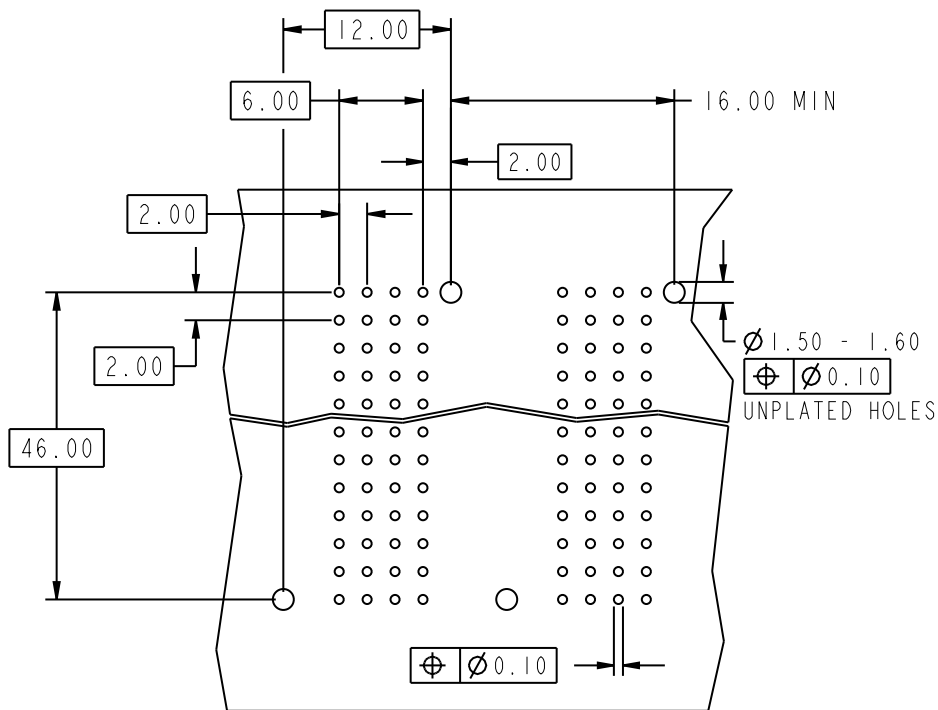 12.00
6.00
16.00 MIN
2.00
2.00
2.00
Ø1.50 - 1.60
⌖ Ø0.10
UNPLATED HOLES
46.00
⌖ Ø0.10